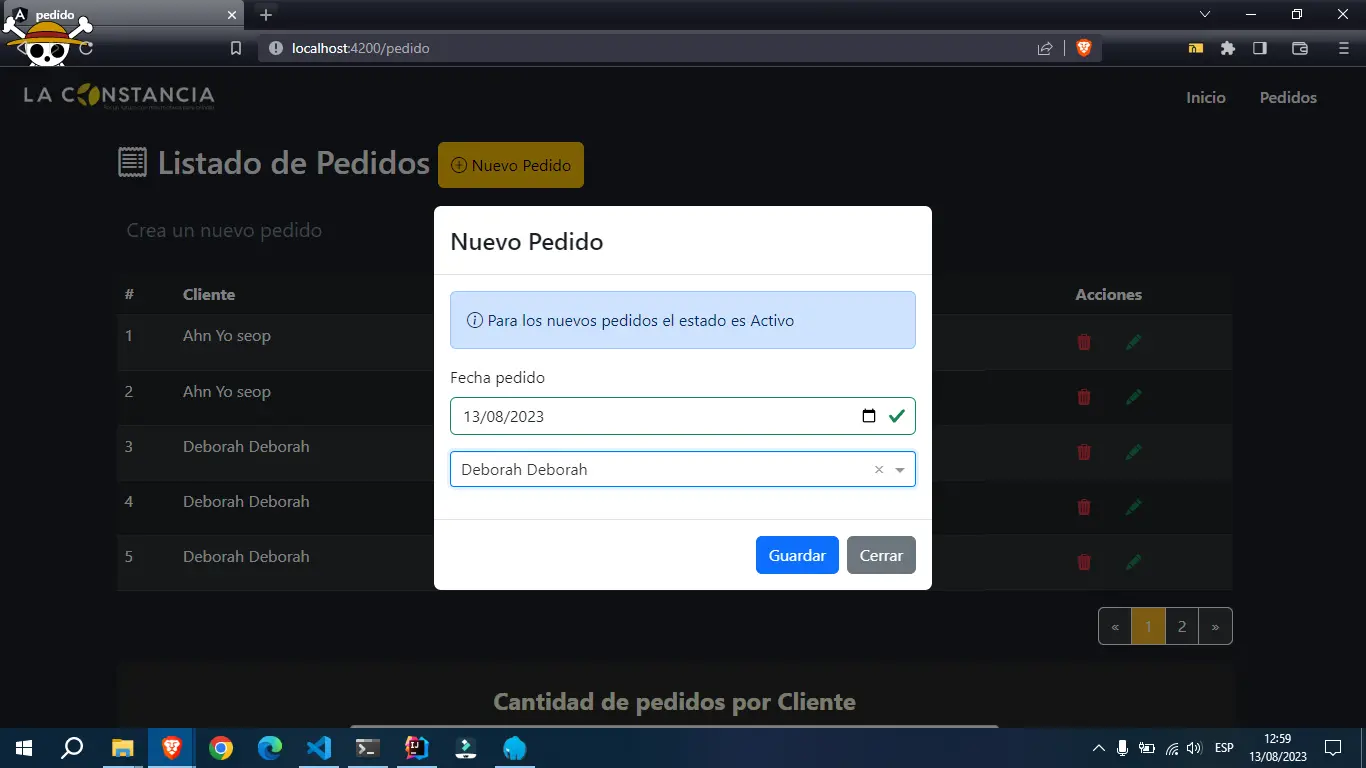 pedido
localhost:4200/pedido
LA CONSTANCIA
Inicio
Pedidos
Listado de Pedidos
Nuevo Pedido
Crea un nuevo pedido
Nuevo Pedido
Para los nuevos pedidos el estado es Activo
Fecha pedido
13/08/2023
Deborah Deborah
Guardar Cerrar
# Cliente Acciones
1 Ahn Yo seop
2 Ahn Yo seop
3 Deborah Deborah
4 Deborah Deborah
5 Deborah Deborah
« 1 2 »
Cantidad de pedidos por Cliente
ESP
12:59
13/08/2023